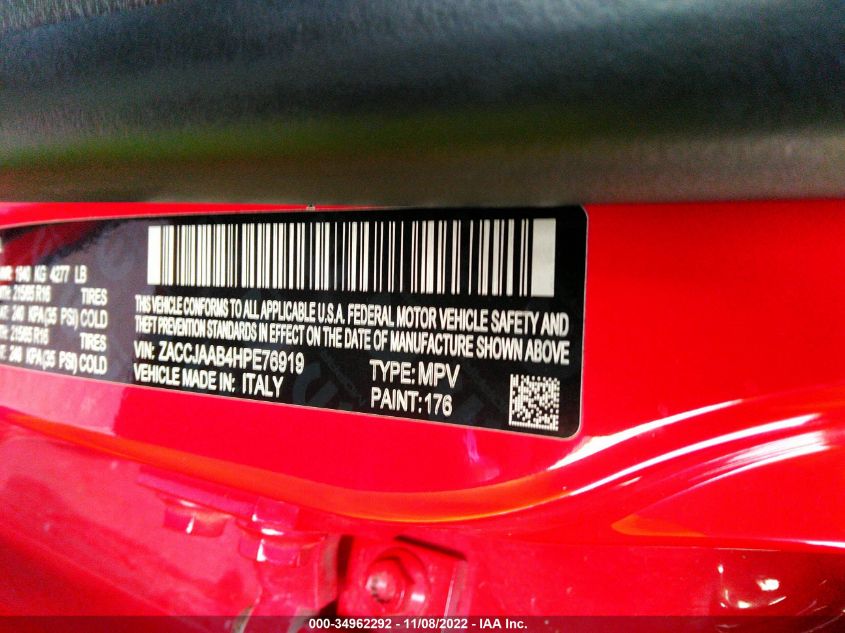 1940 KG 4277 LB
215/65 R16 TIRES
AT: 240 KPA(35 PSI) COLD
215/65 R16 TIRES
AT: 240 KPA(35 PSI) COLD
THIS VEHICLE CONFORMS TO ALL APPLICABLE U.S.A. FEDERAL MOTOR VEHICLE SAFETY AND
THEFT PREVENTION STANDARDS IN EFFECT ON THE DATE OF MANUFACTURE SHOWN ABOVE
VIN: ZACCJAAB4HPE76919
TYPE: MPV
VEHICLE MADE IN: ITALY
PAINT: 176
000-34962292 - 11/08/2022 - IAA Inc.